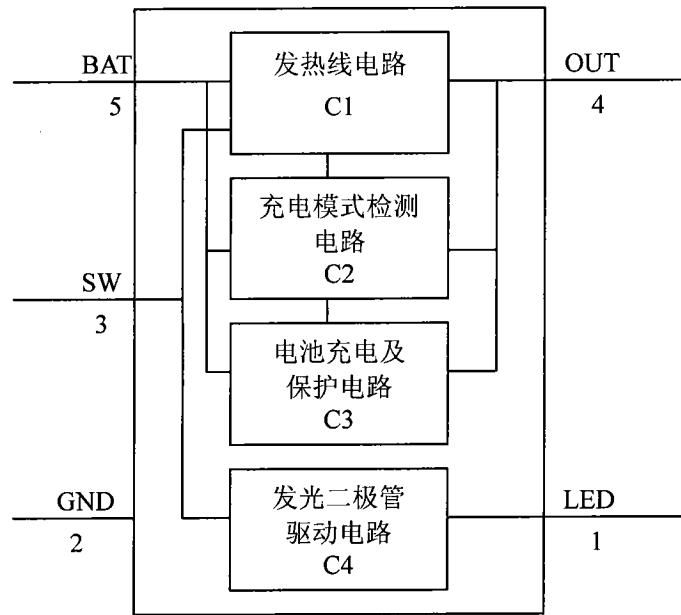 BAT
5
发热线电路
C1
OUT
4
充电模式检测
电路
C2
SW
3
电池充电及
保护电路
C3
GND
2
发光二极管
驱动电路
C4
LED
1